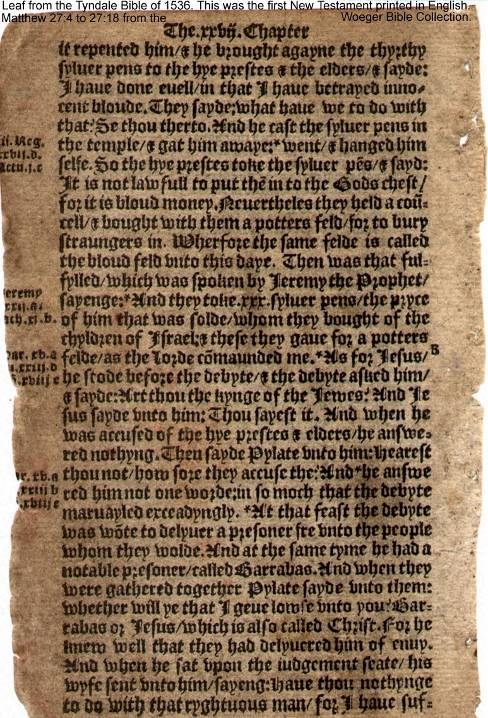 Leaf from the Tyndale Bible of 1536. This was the first New Testament printed in English.
Matthew 27:4 to 27:18 from the Woeger Bible Collection.
The .xxvij. Chapter
it repented him/⁊ he brought agayne the thyrthy
syluer pens to the hye prestes ⁊ the elders/⁊ sayde:
I haue done euell/in that I haue betrayed inno⸗
cent bloude. They sayde: what haue we to do with
that: Se thou therto. And he cast the syluer pens in
the temple/⁊ gat him awaye:* went/⁊ hanged him
ii. Reg.
xvii.d.
Actu.i.c
selfe. So the hye prestes toke the syluer pẽs/⁊ sayd:
It is not lawfull to put thẽ in to the Gods chest/
for it is bloud money. Neuertheles they held a coũ⸗
cell/⁊ bought with them a potters feld/for to bury
straungers in. Wherfore the same felde is called
the bloud feld vnto this daye. Then was that ful⸗
fylled/which was spoken by Jeremy the Prophet/
sayenge:* And they toke .xxx. syluer pens/the pryce
eremy
ch.xi.b.
of him that was solde/whom they bought of the
chyldren of Israel: ⁊ these they gaue for a potters
felde/as the Lorde cõmaunded me. *As for Jesus/ B
ar. xv.a
.xxiii.d
.xviij c
he stode before the debyte/⁊ the debyte asked him/
⁊ sayde: Art thou the kynge of the Jewes: And Je
sus sayde vnto him: Thou sayest it. And when he
was accused of the hye prestes ⁊ elders/he answe⸗
red nothyng. Then sayde Pylate vnto him: hearest
thou not/how sore they accuse the: And* he answe
ar. xv.a
xxiij b
xviij e
red him not one worde: in so moch that the debyte
maruayled exceadyngly. *At that feast the debyte
was wõte to delyuer a presoner fre vnto the people
whom they wolde. And at the same tyme he had a
notable presoner/called Barrabas. And when they
were gathered together Pylate sayde vnto them:
whether will ye that I geue lowse vnto you: Bar⸗
rabas or Jesus/which is also called Christ. For he
knew well that they had delyuered him of enuy.
And when he sat vpon the iudgement seate/ his
wyfe sent vnto him/sayeng: haue thou nothynge
to do with that ryghtuous man/ for I haue suf⸗